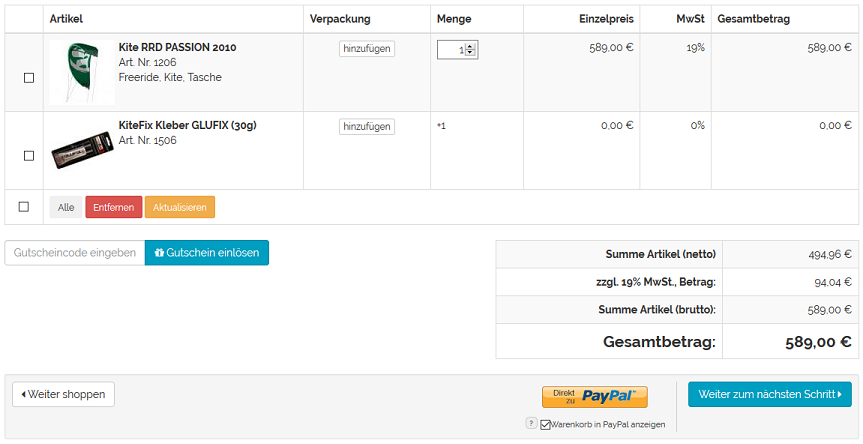 Artikel Verpackung Menge Einzelpreis MwSt Gesamtbetrag
Kite RRD PASSION 2010 hinzufügen 1 589,00 € 19% 589,00 €
Art. Nr. 1206
Freeride, Kite, Tasche
KiteFix Kleber GLUFIX (30g) hinzufügen +1 0,00 € 0% 0,00 €
Art. Nr. 1506
Alle Entfernen Aktualisieren
Gutscheincode eingeben Gutschein einlösen
Summe Artikel (netto) 494,96 €
zzgl. 19% MwSt., Betrag: 94,04 €
Summe Artikel (brutto): 589,00 €
Gesamtbetrag: 589,00 €
Weiter shoppen
Direkt zu PayPal™
? Warenkorb in PayPal anzeigen
Weiter zum nächsten Schritt